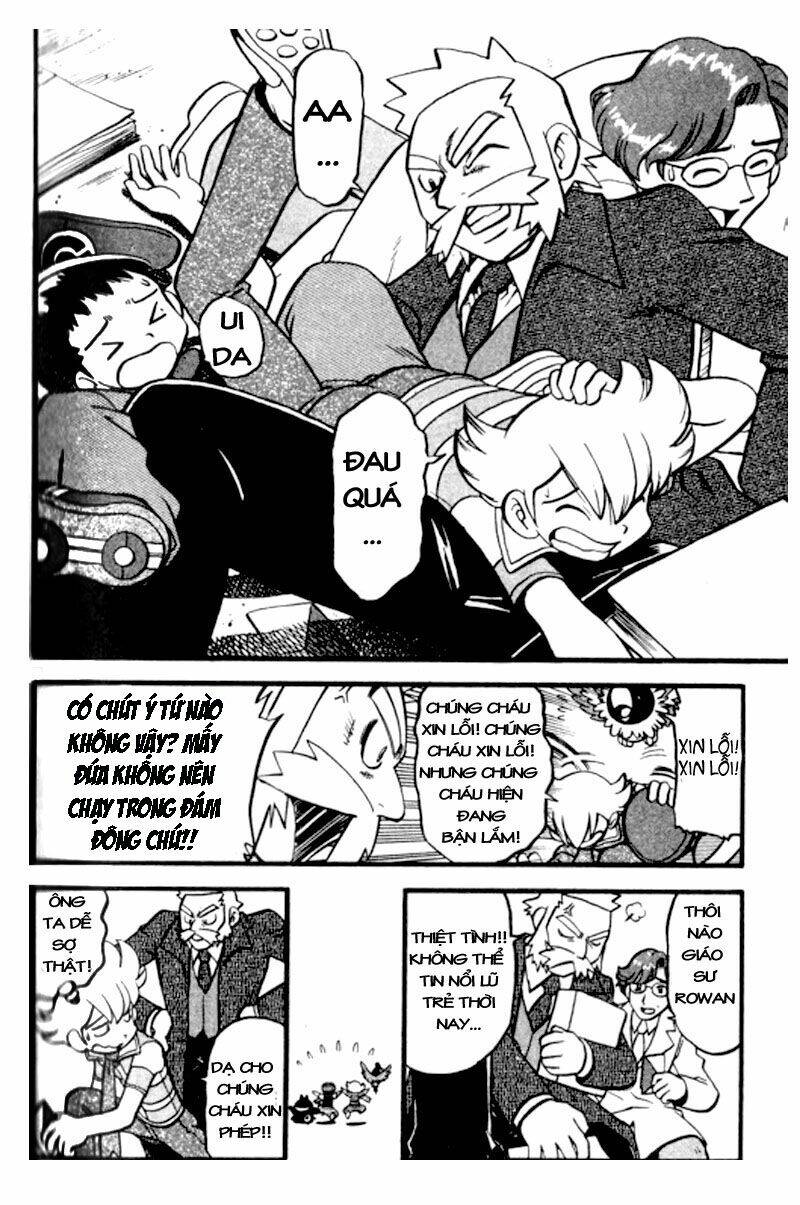 AA
...
UI
DA
ĐAU
QUÁ
...
CÓ CHÚT Ý TỨ NÀO
KHÔNG VẬY? MẤY
ĐỨA KHÔNG NÊN
CHẠY TRONG ĐÁM
ĐÔNG CHỨ!!
CHÚNG CHÁU
XIN LỖI! CHÚNG
CHÁU XIN LỖI!
NHƯNG CHÚNG
CHÁU HIỆN
ĐANG
BẬN LẮM!
XIN LỖI!
XIN LỖI!
ÔNG
TA DỄ
SỢ
THẬT!
DẠ CHO
CHÚNG
CHÁU XIN
PHÉP!!
THIỆT TÌNH!!
KHÔNG THỂ
TIN NỔI LŨ
TRẺ THỜI
NAY...
THÔI
NÀO
GIÁO
SƯ
ROWAN